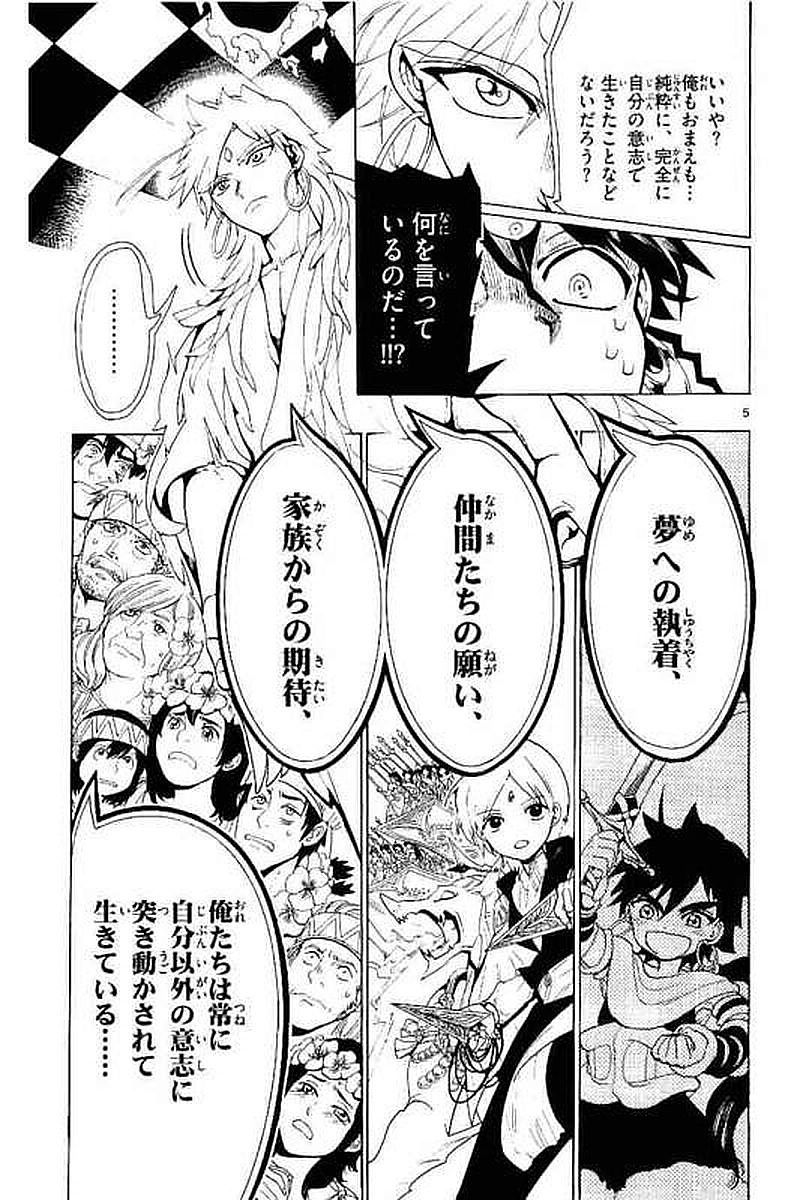 いいや？
俺もおまえも…
純粋に、完全に
自分の意志で
生きたことなど
ないだろう？
何を言って
いるのだ…!!?
………
5
夢への執着、
仲間たちの願い、
家族からの期待、
俺たちは常に
自分以外の意志に
突き動かされて
生きている……